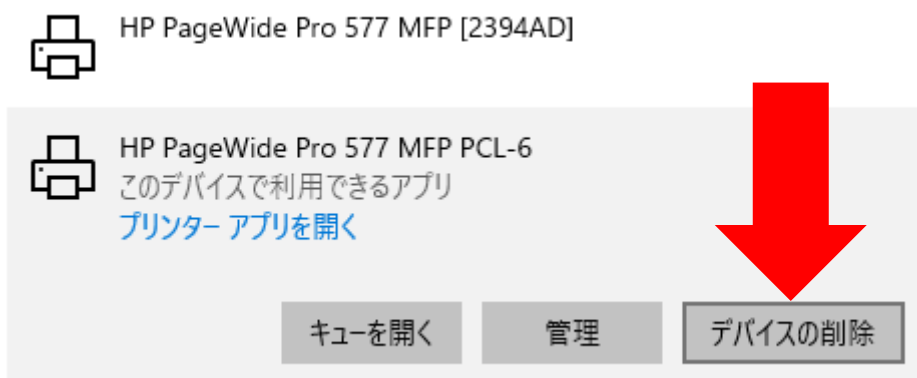 HP PageWide Pro 577 MFP [2394AD]
HP PageWide Pro 577 MFP PCL-6
このデバイスで利用できるアプリ
プリンター アプリを開く
キューを開く
管理
デバイスの削除